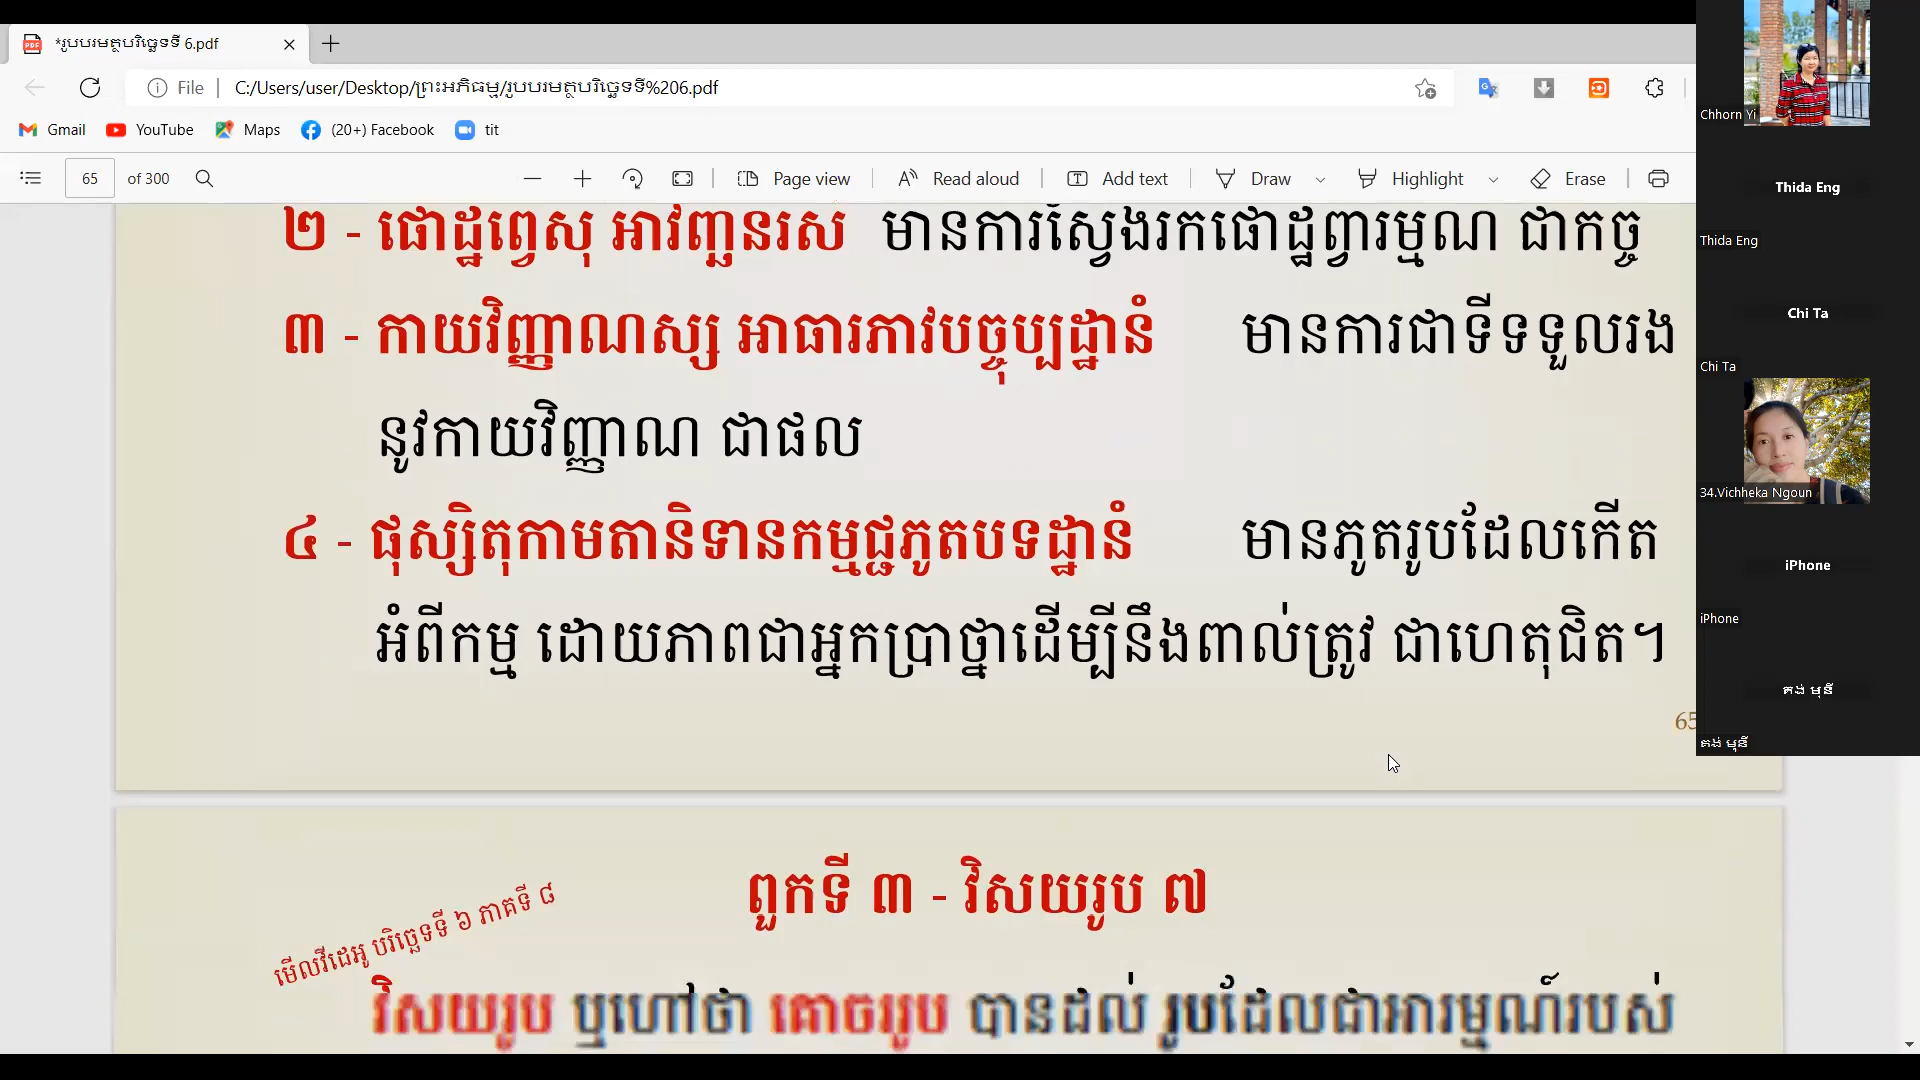 *រូបបរមត្ថបរិច្ឆេទទី 6.pdf
File
C:/Users/user/Desktop/ព្រះអភិធម្ម/រូបបរមត្ថបរិច្ឆេទទី%206.pdf
Gmail YouTube Maps (20+) Facebook tit
65 of 300 Page view Read aloud Add text Draw Highlight Erase
២ - ផោដ្ឋព្វេសុ អាវិញ្ឆនរសំ មានការស្វែងរកផោដ្ឋព្វារម្មណ ជាកច្ច
៣ - កាយវិញ្ញាណស្ស អាធារភាវបច្ចុប្បដ្ឋានំ មានការជាទីទទួលរង
នូវកាយវិញ្ញាណ ជាផល
៤ - ផុស្សិតុកាមតានិទានកម្មជ្ជភូតបទដ្ឋានំ មានភូតរូបដែលកើត
អំពីកម្ម ដោយភាពជាអ្នកប្រាថ្នាដើម្បីនឹងពាល់ត្រូវ ជាហេតុជិត។
65
ពួកទី ៣ - វិសយរូប ៧
មើលវីដេអូ បរិច្ឆេទទី ៦ ភាគទី ៨
វិសយរូប ឬហៅថា គោចររូប បានដល់ រូបដែលជាអារម្មណ៍របស់
Chhorn Yi
Thida Eng
Thida Eng
Chi Ta
Chi Ta
34.Vichheka Ngoun
iPhone
iPhone
គង់ មុនី
គង់ មុនី